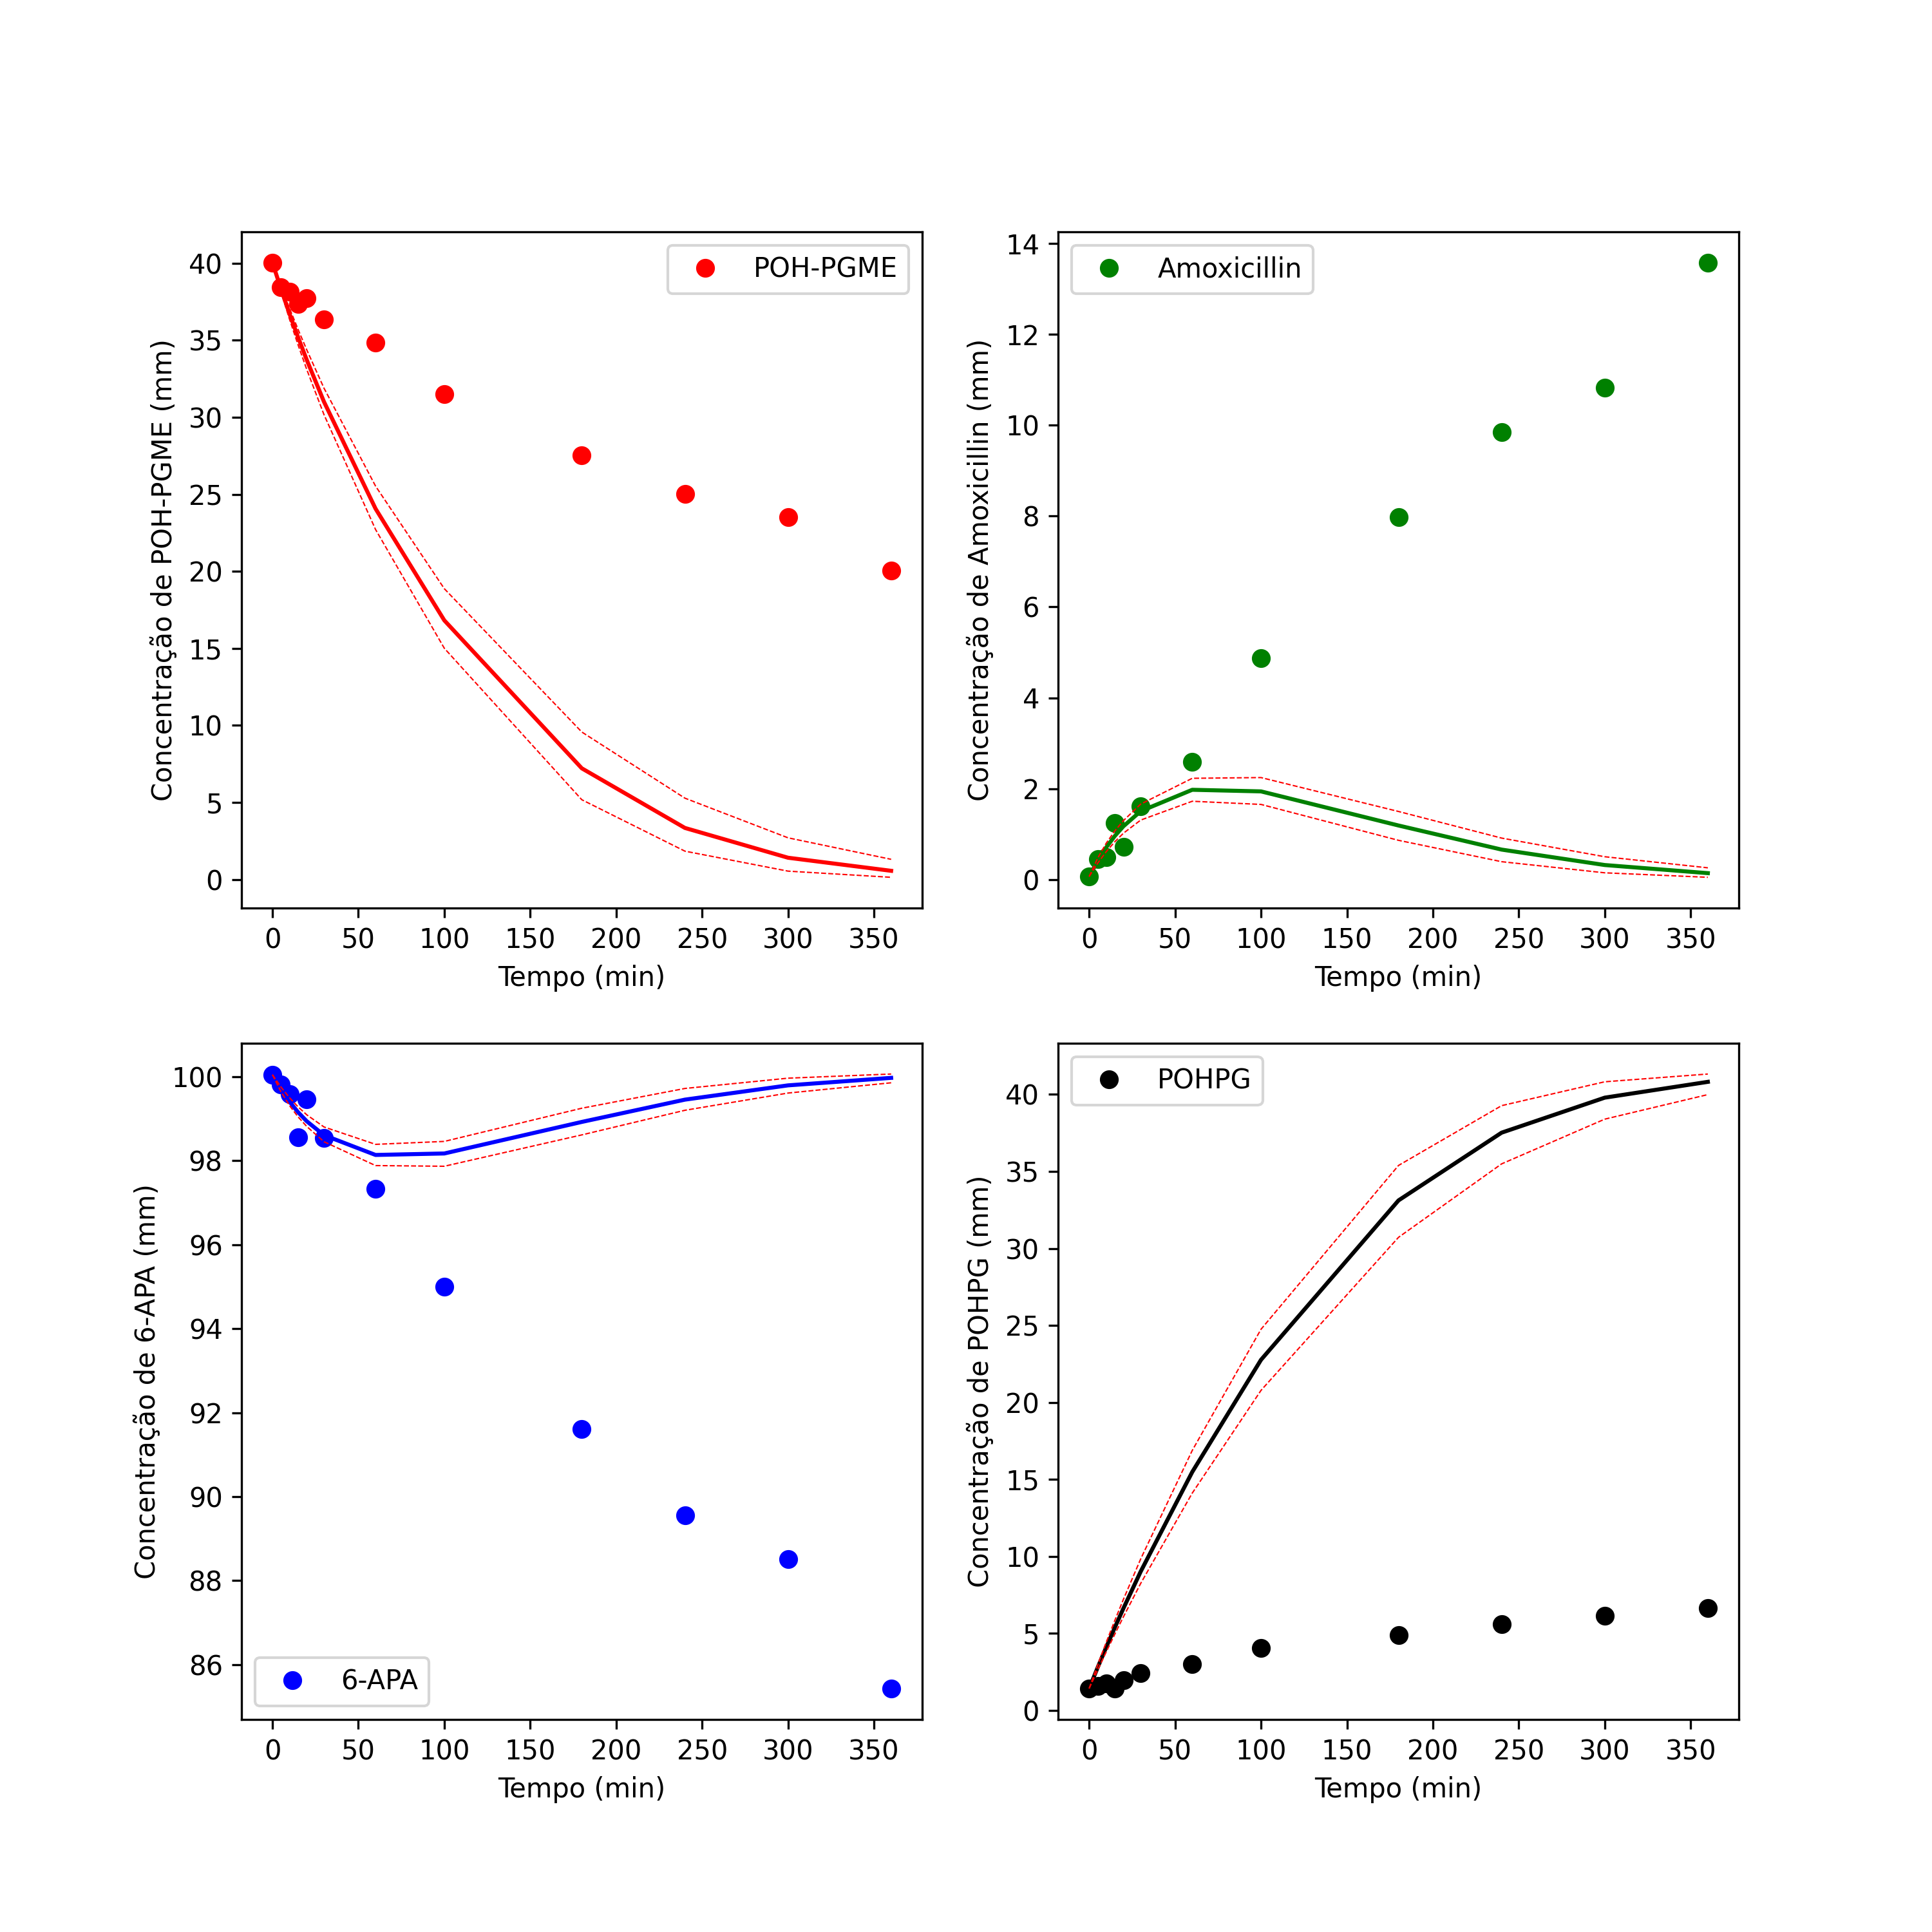 POH-PGME
Concentração de POH-PGME (mm)
40
35
30
25
20
15
10
5
0
0 50 100 150 200 250 300 350
Tempo (min)
Amoxicillin
Concentração de Amoxicillin (mm)
14
12
10
8
6
4
2
0
0 50 100 150 200 250 300 350
Tempo (min)
Concentração de 6-APA (mm)
100
98
96
94
92
90
88
86
6-APA
0 50 100 150 200 250 300 350
Tempo (min)
POHPG
Concentração de POHPG (mm)
40
35
30
25
20
15
10
5
0
0 50 100 150 200 250 300 350
Tempo (min)